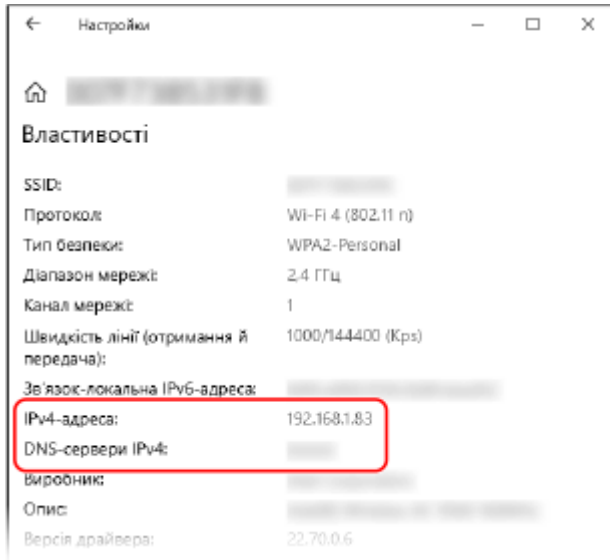 Настройки
Властивості
SSID:
Протокол: Wi-Fi 4 (802.11 n)
Тип безпеки: WPA2-Personal
Діапазон мережі: 2,4 ГГц
Канал мережі: 1
Швидкість лінії (отримання й 1000/144400 (Kps)
передача):
Зв'язок-локальна IPv6-адреса:
IPv4-адреса: 192.168.1.83
DNS-сервери IPv4:
Виробник:
Опис:
Версія драйвера: 22.70.0.6